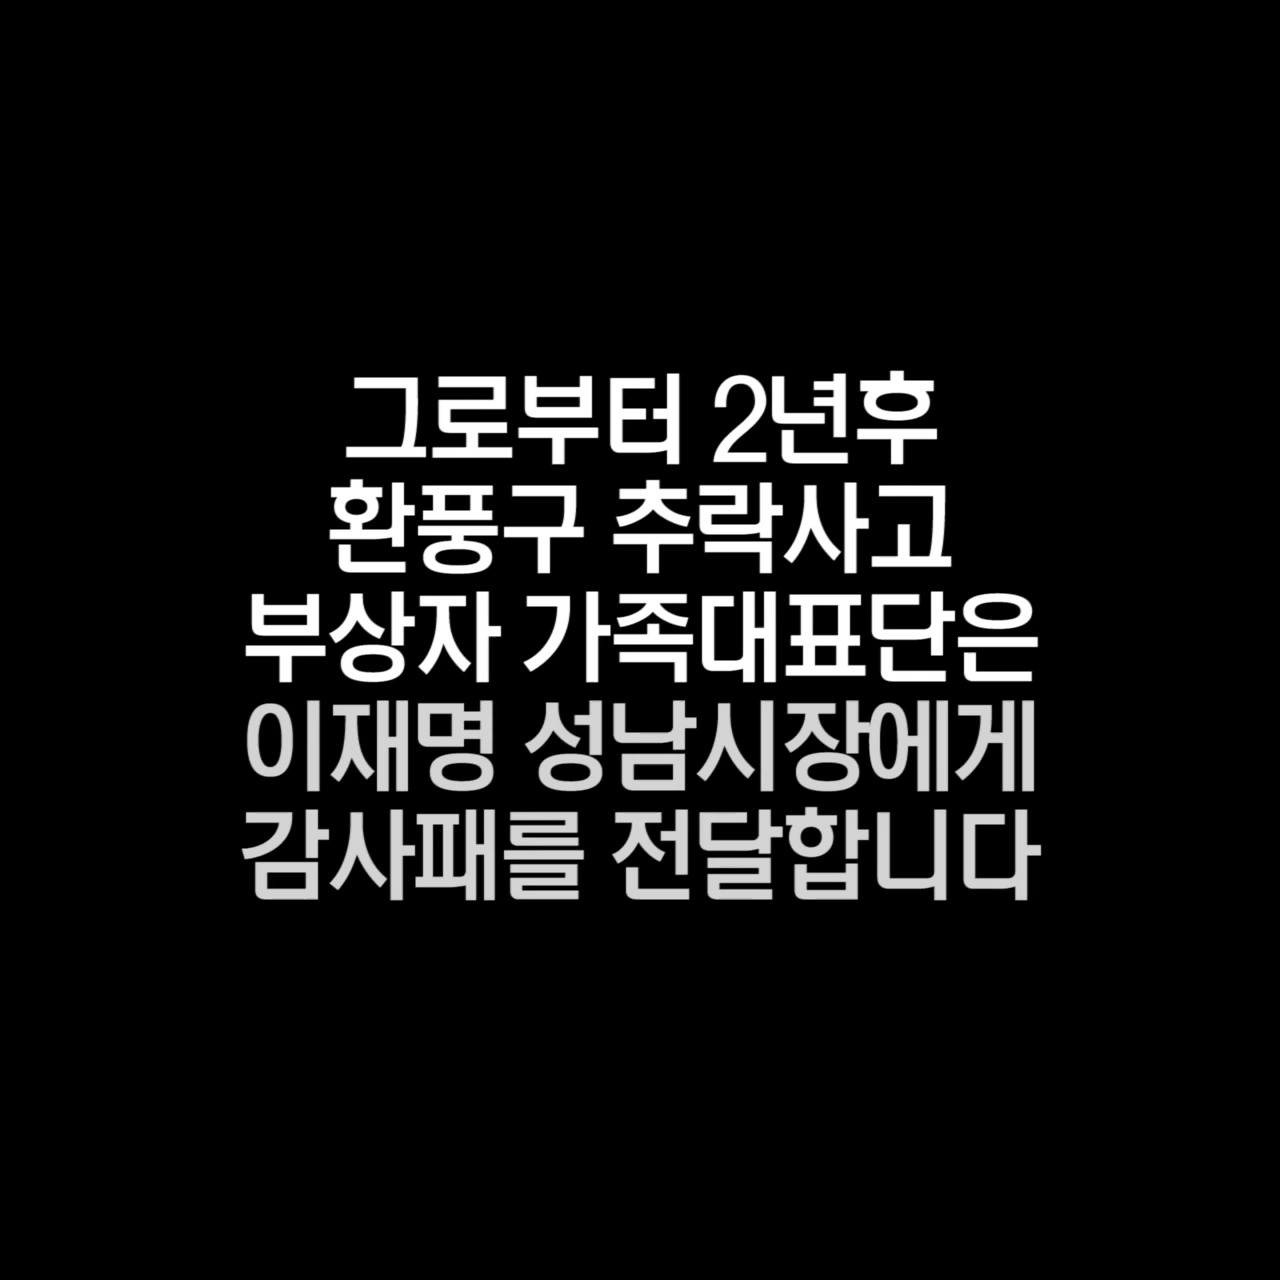 그로부터 2년후
환풍구 추락사고
부상자 가족대표단은
이재명 성남시장에게
감사패를 전달합니다